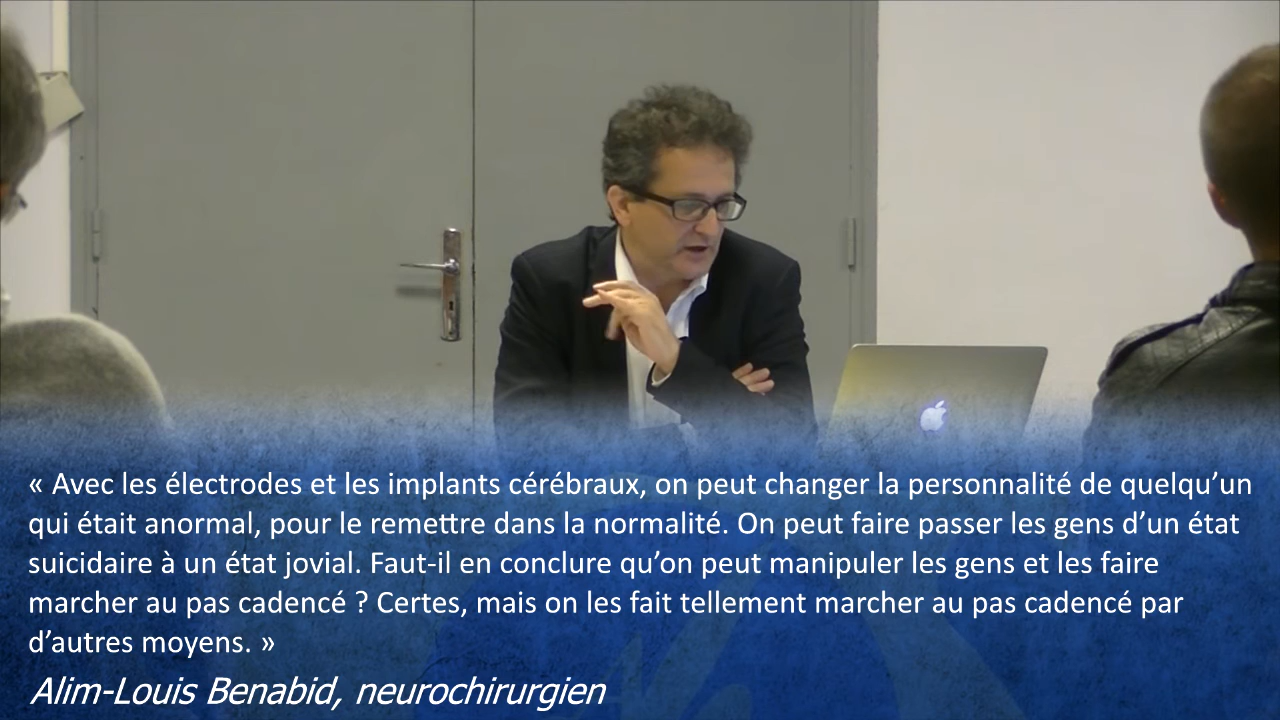 « Avec les électrodes et les implants cérébraux, on peut changer la personnalité de quelqu’un
qui était anormal, pour le remettre dans la normalité. On peut faire passer les gens d’un état
suicidaire à un état jovial. Faut-il en conclure qu’on peut manipuler les gens et les faire
marcher au pas cadencé ? Certes, mais on les fait tellement marcher au pas cadencé par
d’autres moyens. »
Alim-Louis Benabid, neurochirurgien